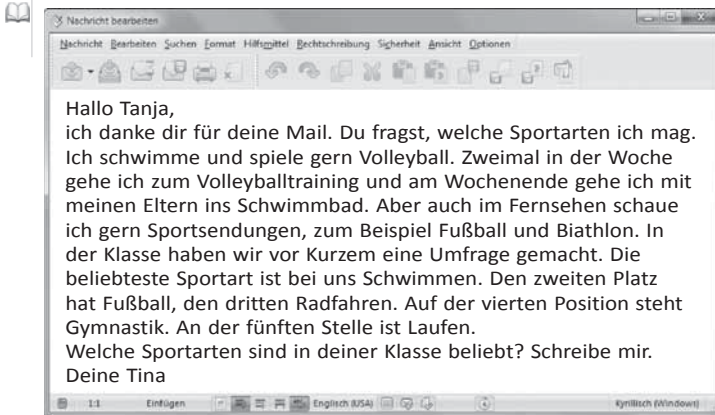 Nachricht bearbeiten
Nachricht Bearbeiten Suchen Format Hilfsmittel Rechtschreibung Sicherheit Ansicht Optionen
Hallo Tanja,
ich danke dir für deine Mail. Du fragst, welche Sportarten ich mag.
Ich schwimme und spiele gern Volleyball. Zweimal in der Woche
gehe ich zum Volleyballtraining und am Wochenende gehe ich mit
meinen Eltern ins Schwimmbad. Aber auch im Fernsehen schaue
ich gern Sportsendungen, zum Beispiel Fußball und Biathlon. In
der Klasse haben wir vor Kurzem eine Umfrage gemacht. Die
beliebteste Sportart ist bei uns Schwimmen. Den zweiten Platz
hat Fußball, den dritten Radfahren. Auf der vierten Position steht
Gymnastik. An der fünften Stelle ist Laufen.
Welche Sportarten sind in deiner Klasse beliebt? Schreibe mir.
Deine Tina
1:1 Einfügen Englisch (USA) Kyrillisch (Windows)